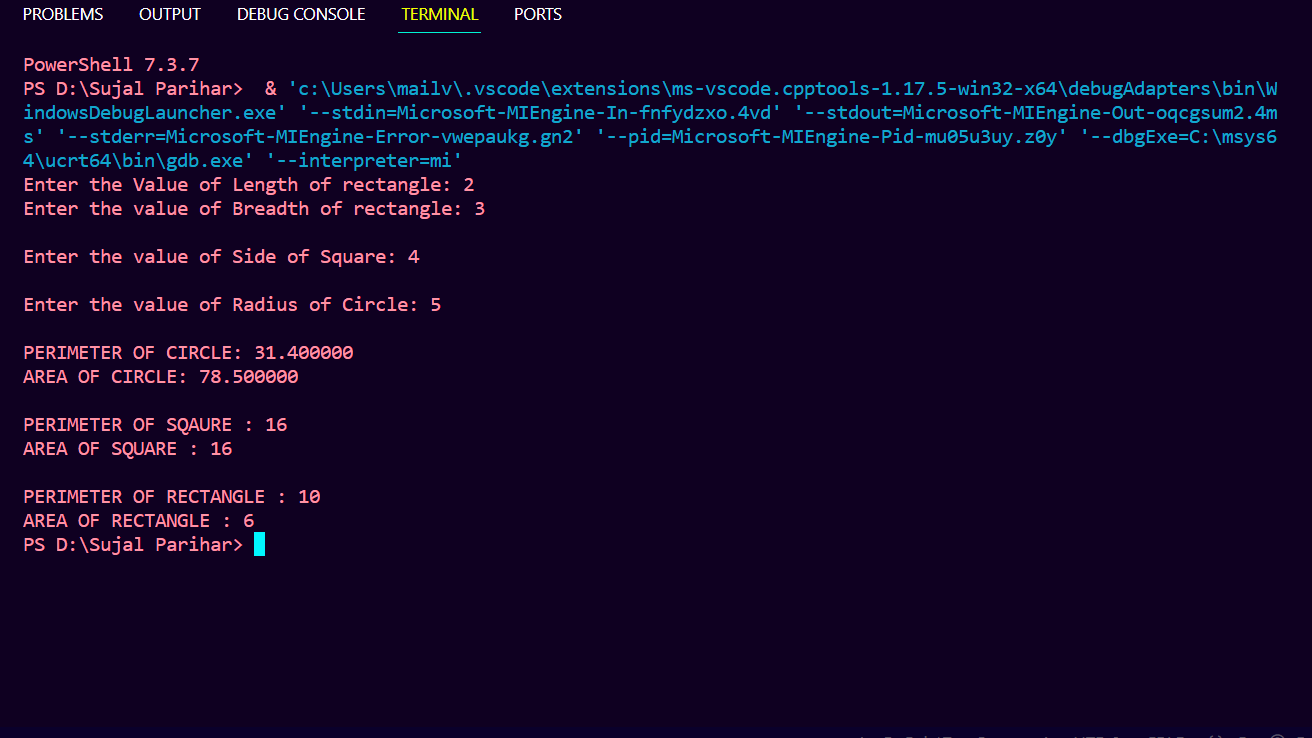 PROBLEMS OUTPUT DEBUG CONSOLE TERMINAL PORTS
PowerShell 7.3.7
PS D:\Sujal Parihar>  & 'c:\Users\mailv\.vscode\extensions\ms-vscode.cpptools-1.17.5-win32-x64\debugAdapters\bin\W
indowsDebugLauncher.exe' '--stdin=Microsoft-MIEngine-In-fnfydzxo.4vd' '--stdout=Microsoft-MIEngine-Out-oqcgsum2.4m
s' '--stderr=Microsoft-MIEngine-Error-vwepaukg.gn2' '--pid=Microsoft-MIEngine-Pid-mu05u3uy.z0y' '--dbgExe=C:\msys6
4\ucrt64\bin\gdb.exe' '--interpreter=mi'
Enter the Value of Length of rectangle: 2
Enter the value of Breadth of rectangle: 3
Enter the value of Side of Square: 4
Enter the value of Radius of Circle: 5
PERIMETER OF CIRCLE: 31.400000
AREA OF CIRCLE: 78.500000
PERIMETER OF SQAURE : 16
AREA OF SQUARE : 16
PERIMETER OF RECTANGLE : 10
AREA OF RECTANGLE : 6
PS D:\Sujal Parihar>